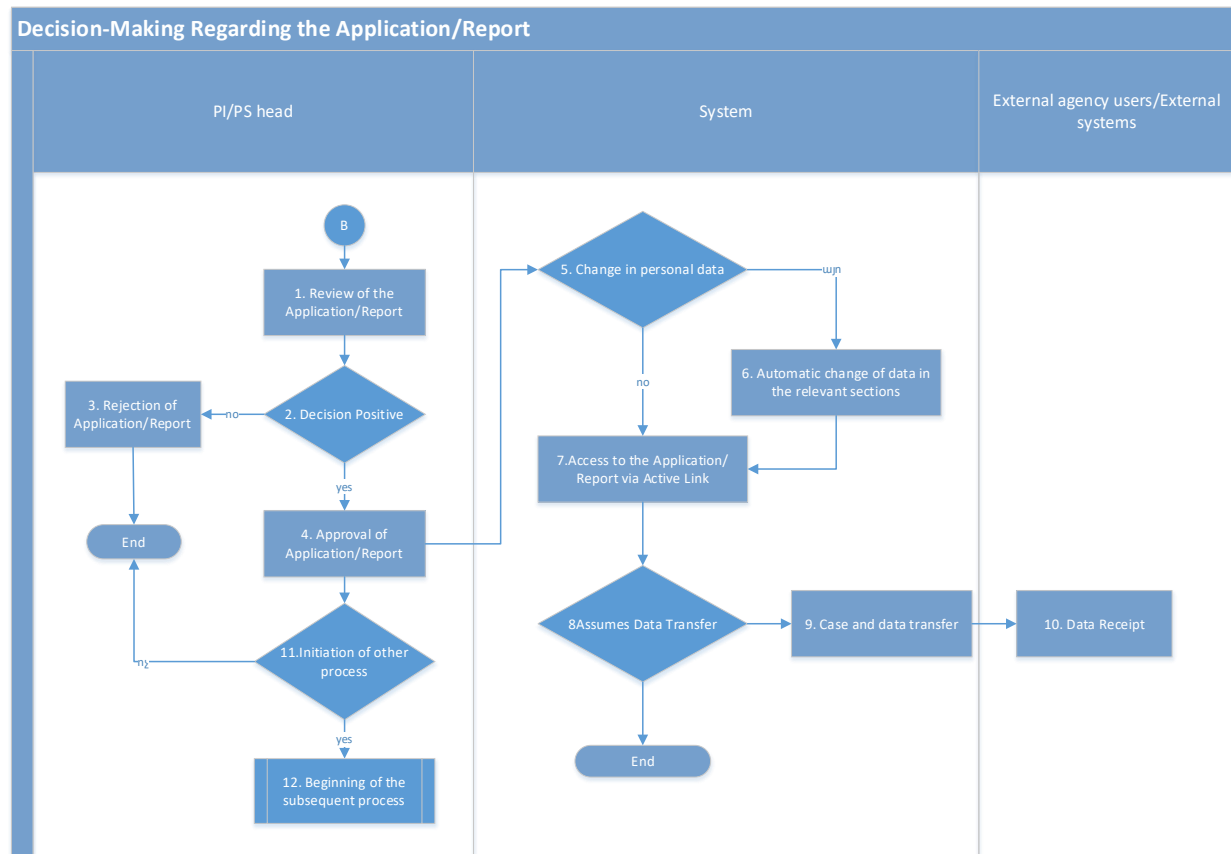 Decision-Making Regarding the Application/Report
PI/PS head
System
External agency users/External
systems
B
1. Review of the
Application/Report
2. Decision Positive
no
3. Rejection of
Application/Report
End
yes
4. Approval of
Application/Report
11.Initiation of other
process
ոչ
yes
12. Beginning of the
subsequent process
5. Change in personal data
այո
no
6. Automatic change of data in
the relevant sections
7.Access to the Application/
Report via Active Link
8Assumes Data Transfer
9. Case and data transfer
End
10. Data Receipt